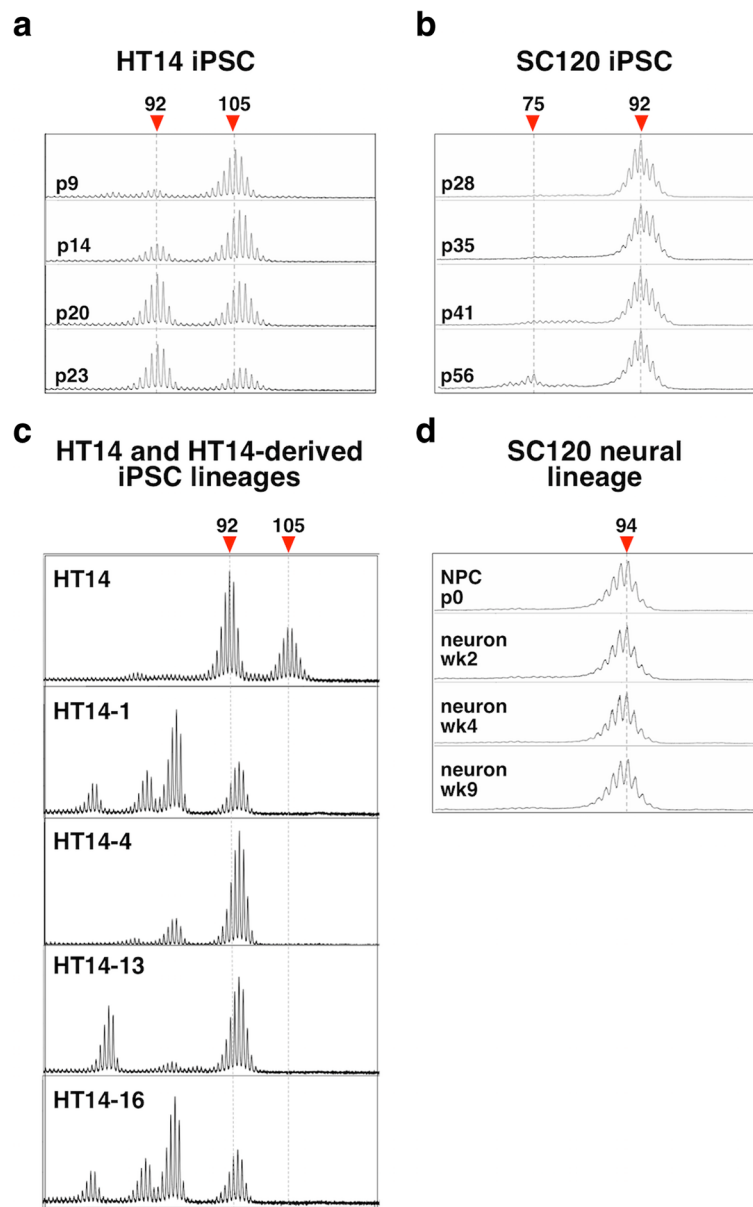 a
HT14 iPSC
92 105
p9
p14
p20
p23
b
SC120 iPSC
75 92
p28
p35
p41
p56
c
HT14 and HT14-derived
iPSC lineages
92 105
HT14
HT14-1
HT14-4
HT14-13
HT14-16
d
SC120 neural
lineage
94
NPC
p0
neuron
wk2
neuron
wk4
neuron
wk9